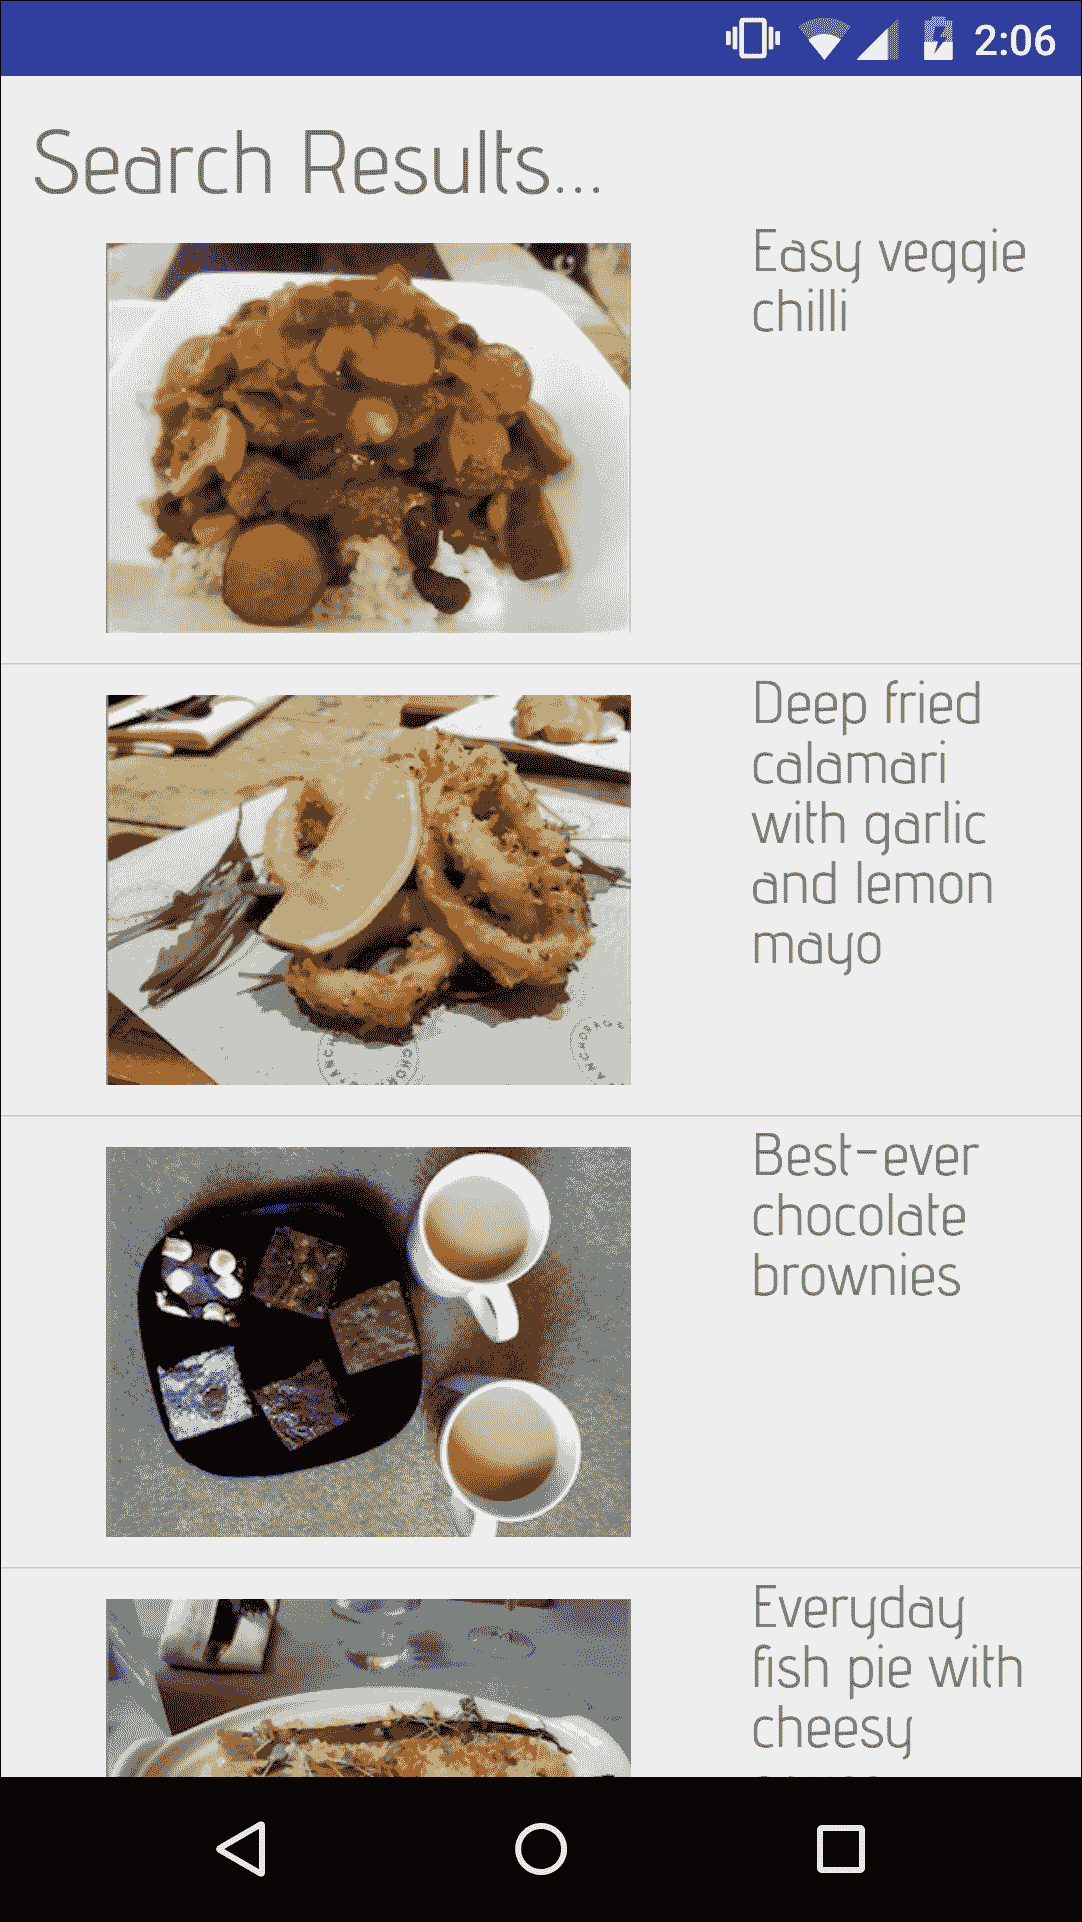 2:06
Search Results...
Easy veggie
chilli
Deep fried
calamari
with garlic
and lemon
mayo
Best-ever
chocolate
brownies
Everyday
fish pie with
cheesy